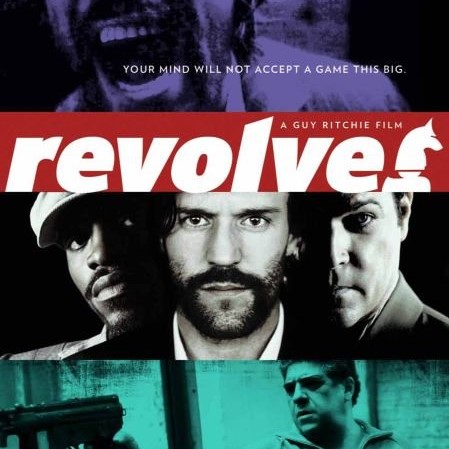 YOUR MIND WILL NOT ACCEPT A GAME THIS BIG.
A GUY RITCHIE FILM
revolver